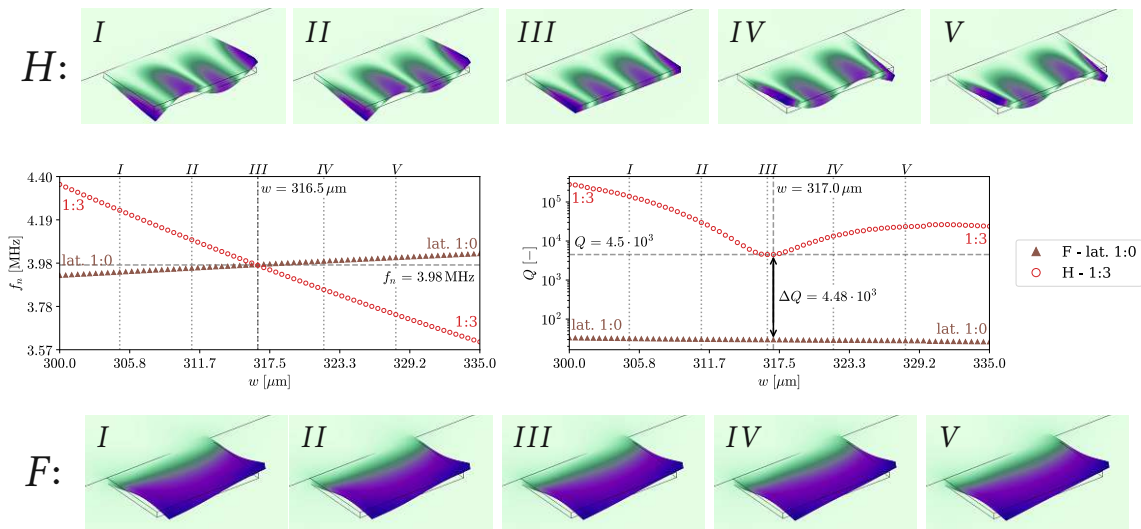 H:
I
II
III
IV
V
I
II
III
IV
V
w = 316.5 μm
4.40
4.19
3.98
3.78
3.57
f_n [MHz]
1:3
lat. 1:0
lat. 1:0
f_n = 3.98 MHz
1:3
300.0
305.8
311.7
317.5
323.3
329.2
335.0
w [μm]
I
II
III
IV
V
w = 317.0 μm
10^5
10^4
10^3
10^2
Q [−]
1:3
Q = 4.5 · 10^3
1:3
ΔQ = 4.48 · 10^3
lat. 1:0
lat. 1:0
300.0
305.8
311.7
317.5
323.3
329.2
335.0
w [μm]
F - lat. 1:0
H - 1:3
F:
I
II
III
IV
V